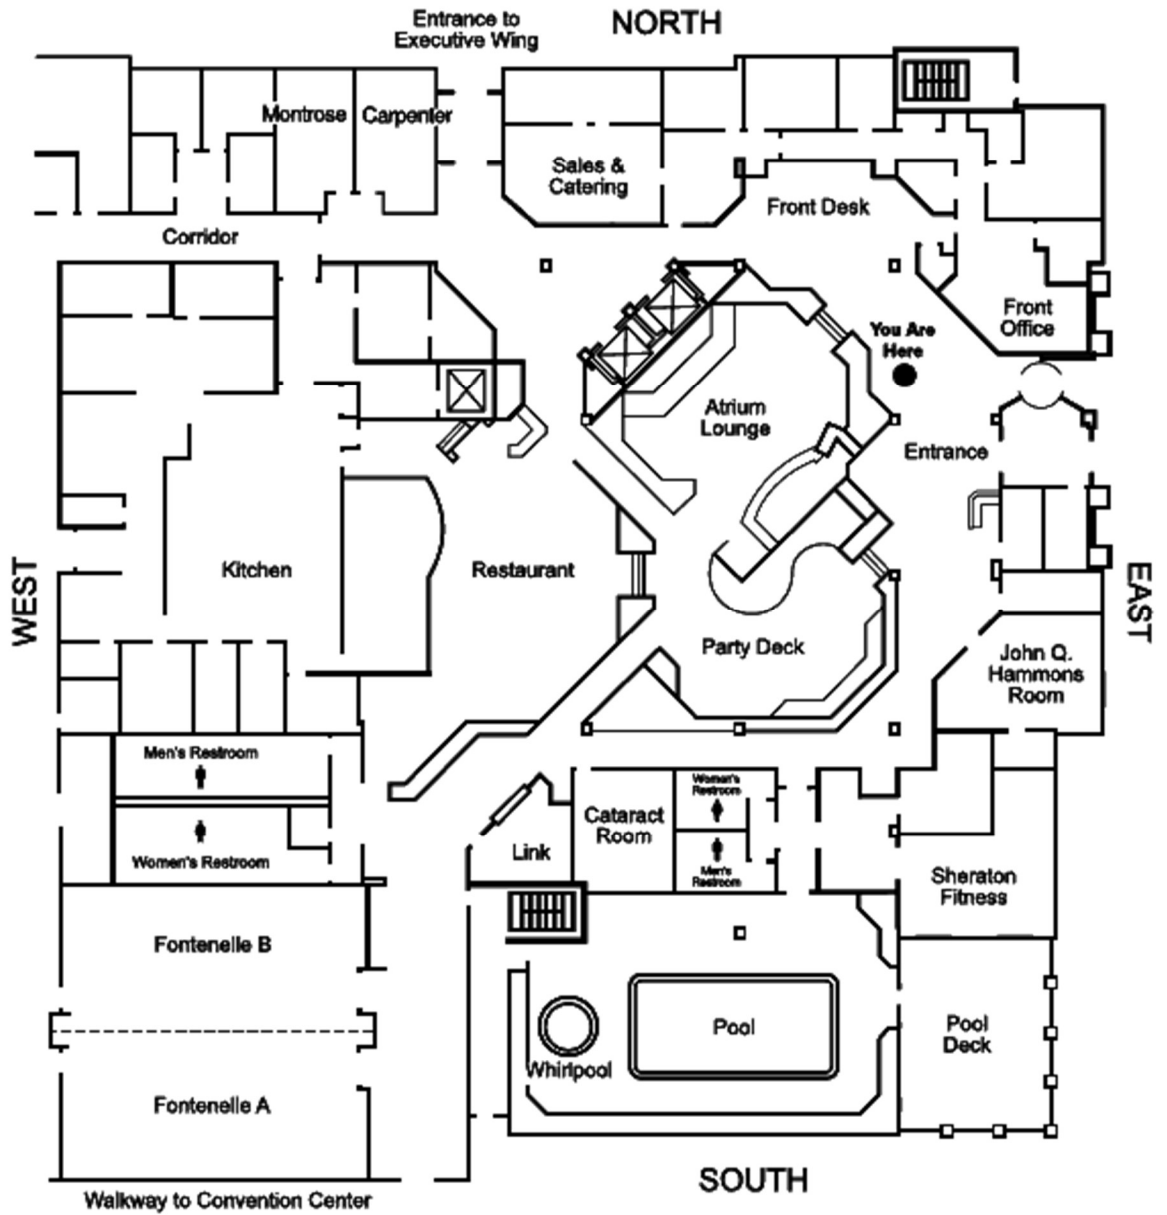 NORTH
Entrance to
Executive Wing
Montrose
Carpenter
Sales &
Catering
Front Desk
Corridor
Front
Office
You Are
Here
Atrium
Lounge
Entrance
WEST
Kitchen
Restaurant
EAST
Party Deck
John Q.
Hammons
Room
Men's Restroom
Women's Restroom
Link
Cataract
Room
Women's
Restroom
Men's
Restroom
Sheraton
Fitness
Fontenelle B
Whirlpool
Pool
Pool
Deck
Fontenelle A
SOUTH
Walkway to Convention Center